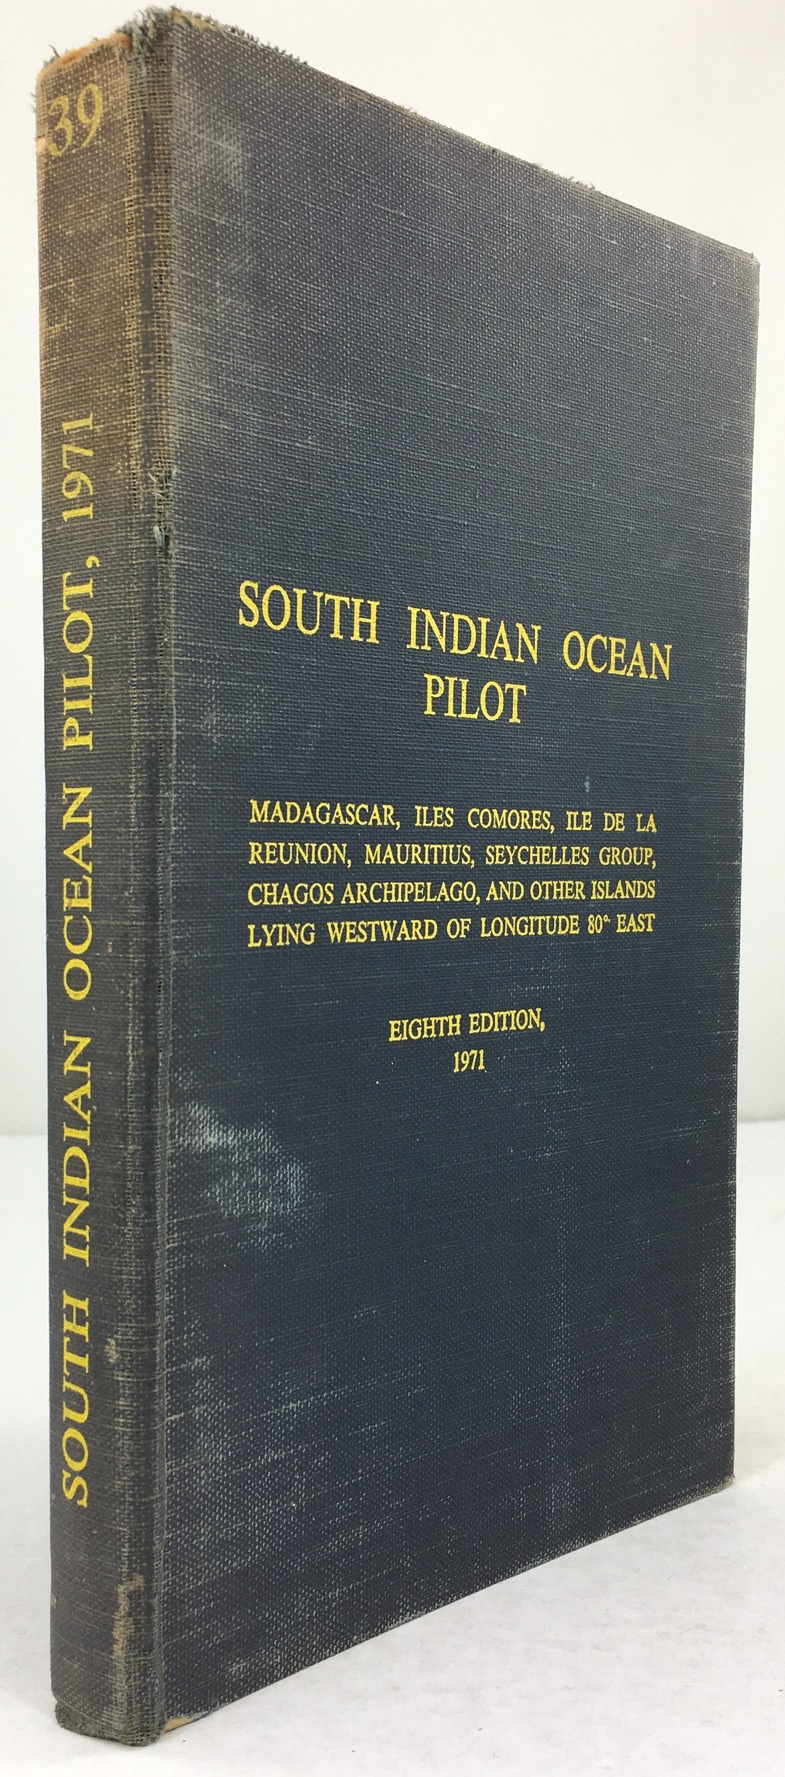 39
SOUTH INDIAN OCEAN PILOT, 1971
SOUTH INDIAN OCEAN
PILOT
MADAGASCAR, ILES COMORES, ILE DE LA
REUNION, MAURITIUS, SEYCHELLES GROUP,
CHAGOS ARCHIPELAGO, AND OTHER ISLANDS
LYING WESTWARD OF LONGITUDE 80° EAST
EIGHTH EDITION,
1971